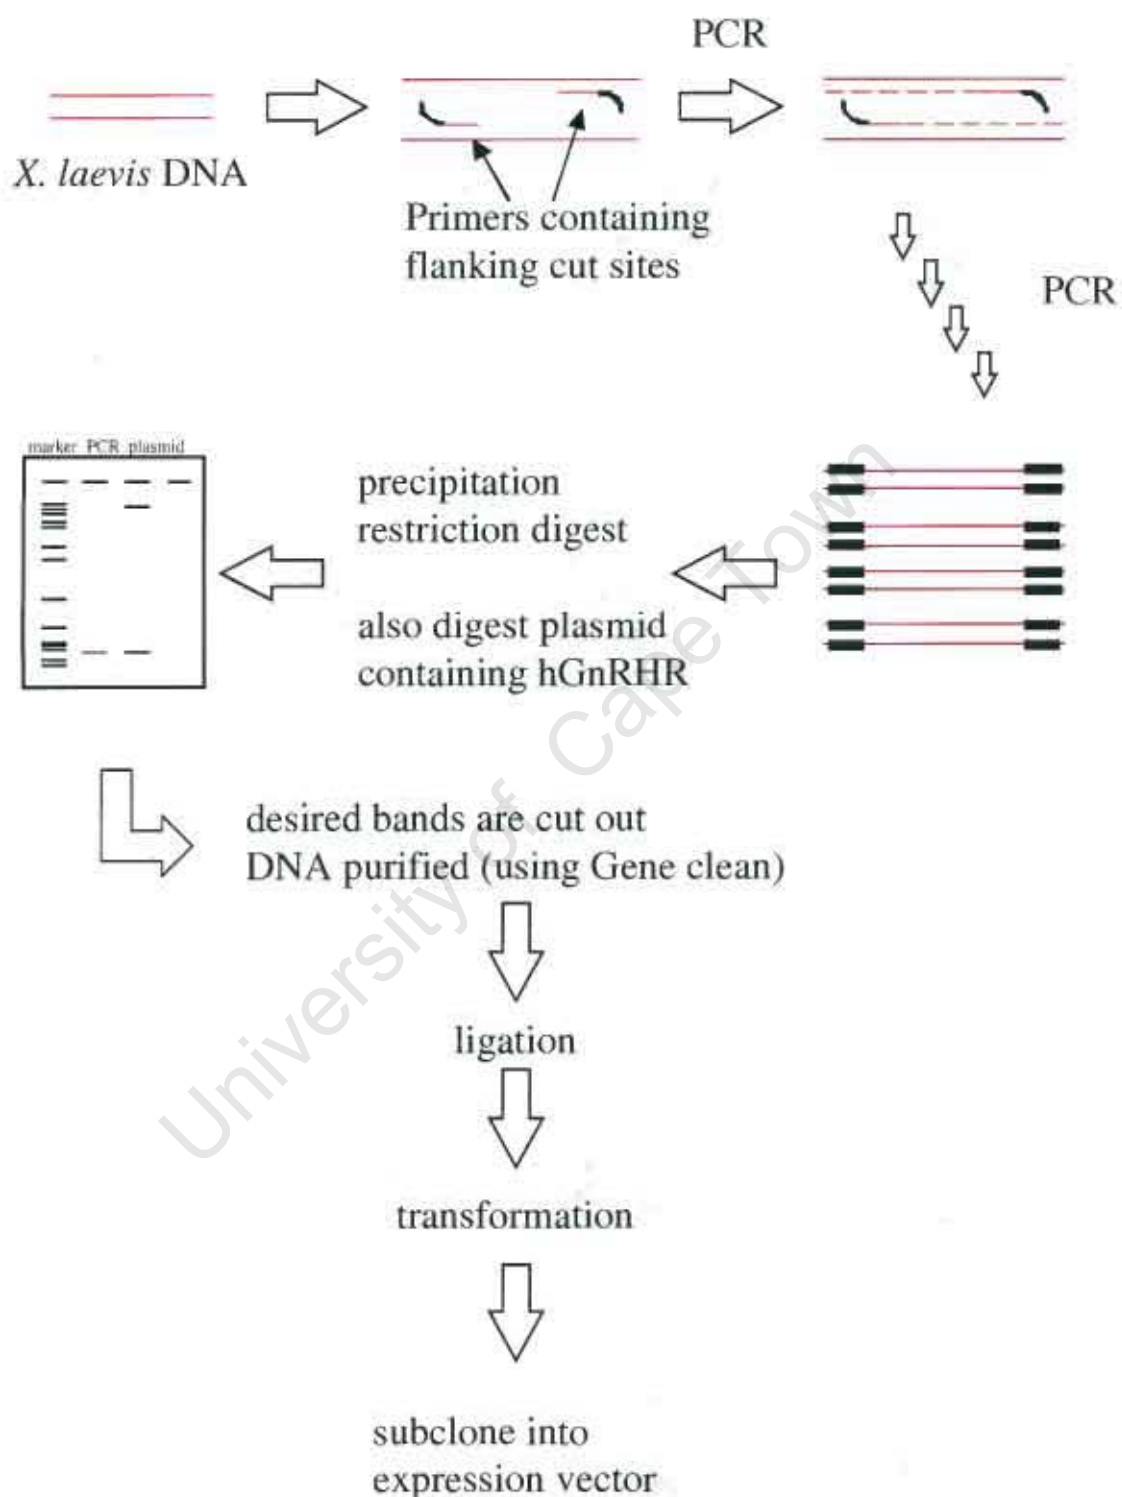 PCR
X. laevis DNA
Primers containing
flanking cut sites
PCR
marker PCR plasmid
precipitation
restriction digest
also digest plasmid
containing hGnRHR
desired bands are cut out
DNA purified (using Gene clean)
ligation
transformation
subclone into
expression vector
University of Cape Town